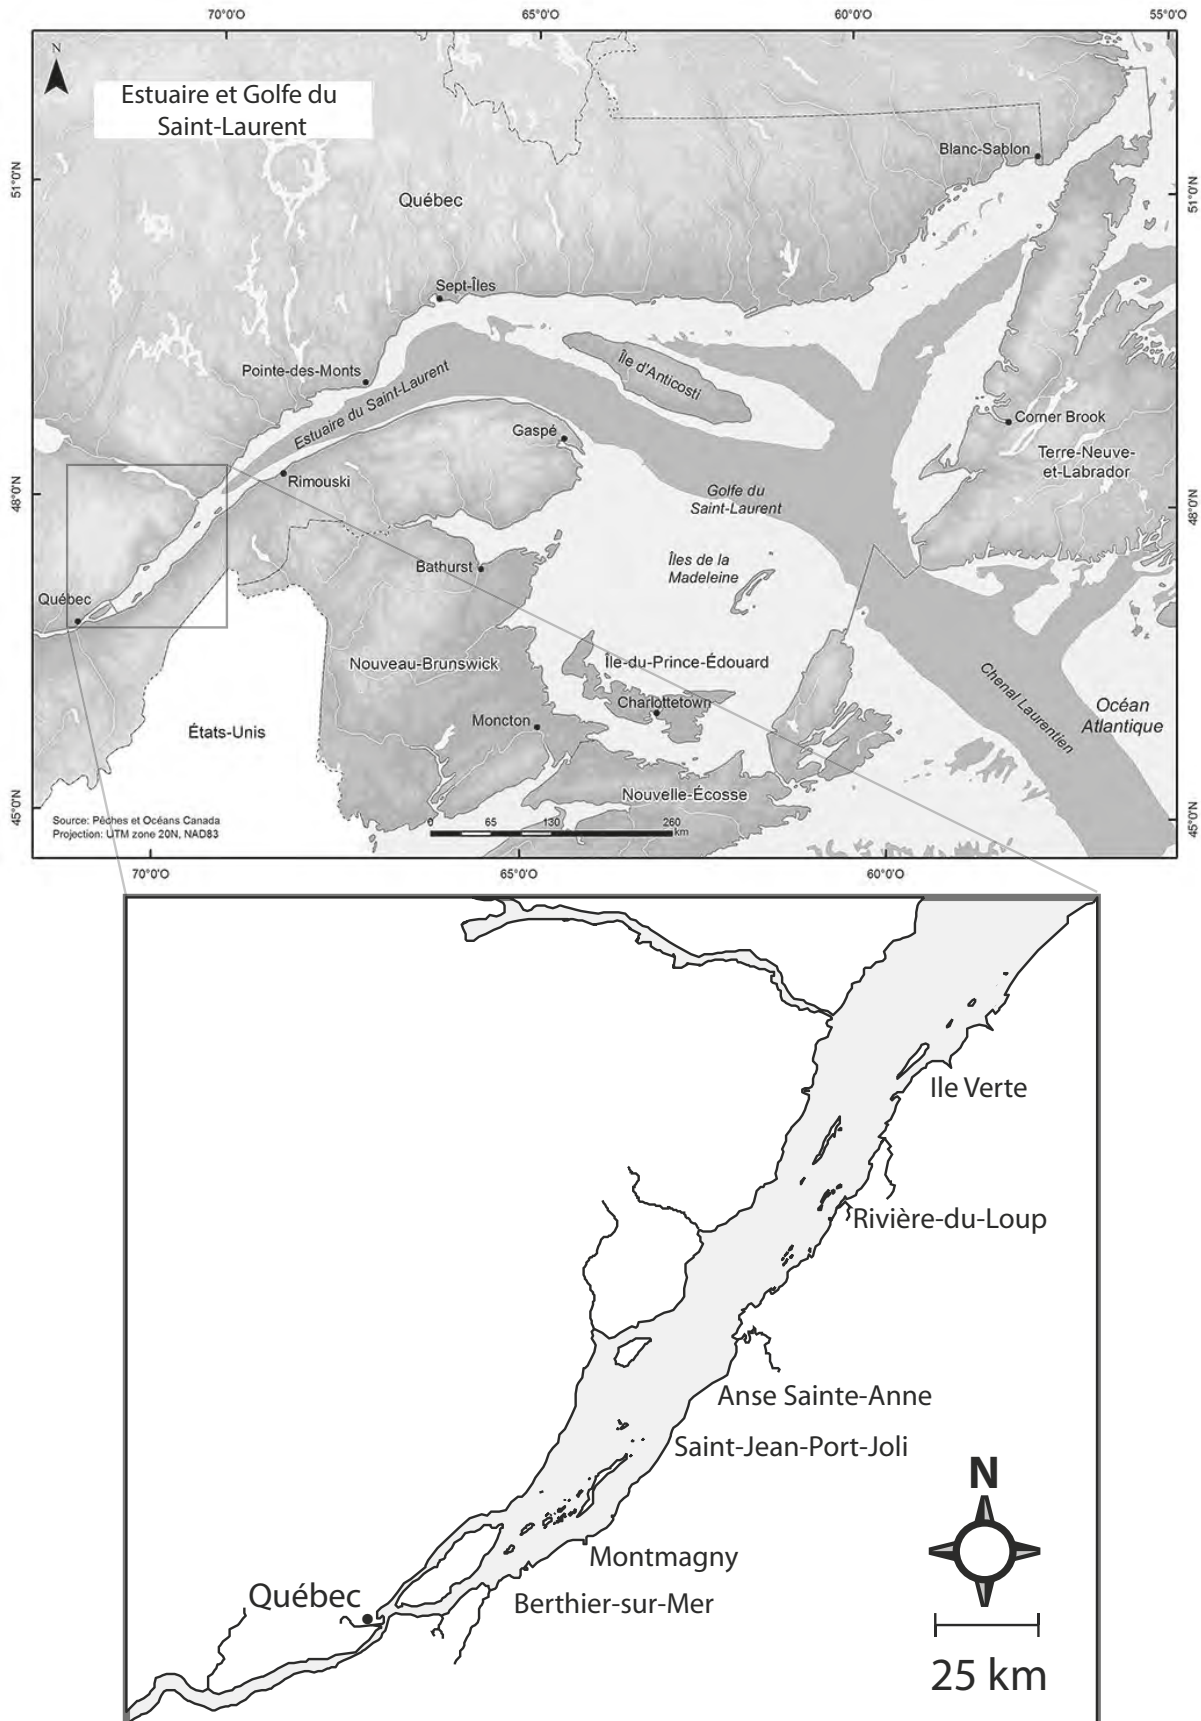 70°0'O 65°0'O 60°0'O 55°0'O
N
Estuaire et Golfe du
Saint-Laurent
Blanc-Sablon
51°0'N
51°0'N
Québec
Sept-Îles
Pointe-des-Monts
Estuaire du Saint-Laurent
Île d'Anticosti
Corner Brook
Gaspé
Terre-Neuve-
et-Labrador
Rimouski
48°0'N
Golfe du
Saint-Laurent
48°0'N
Îles de la
Madeleine
Bathurst
Québec
Nouveau-Brunswick
Île-du-Prince-Édouard
Charlottetown
Chenal Laurentien
Océan
Atlantique
Moncton
États-Unis
Nouvelle-Écosse
45°0'N
45°0'N
Source: Pêches et Océans Canada
Projection: UTM zone 20N, NAD83
0 65 130 260
km
70°0'O 65°0'O 60°0'O
Ile Verte
Rivière-du-Loup
Anse Sainte-Anne
Saint-Jean-Port-Joli
N
Montmagny
Québec
Berthier-sur-Mer
25 km